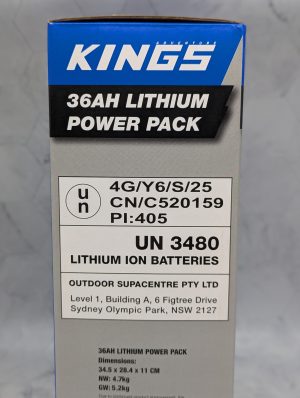 ADVENTURE
KINGS
36AH LITHIUM
POWER PACK
un
4G/Y6/S/25
CN/C520159
PI:405
UN 3480
LITHIUM ION BATTERIES
OUTDOOR SUPACENTRE PTY LTD
Level 1, Building A, 6 Figtree Drive
Sydney Olympic Park, NSW 2127
36AH LITHIUM POWER PACK
Dimensions:
34.5 x 28.4 x 11 CM
NW: 4.7kg
GW: 5.2kg